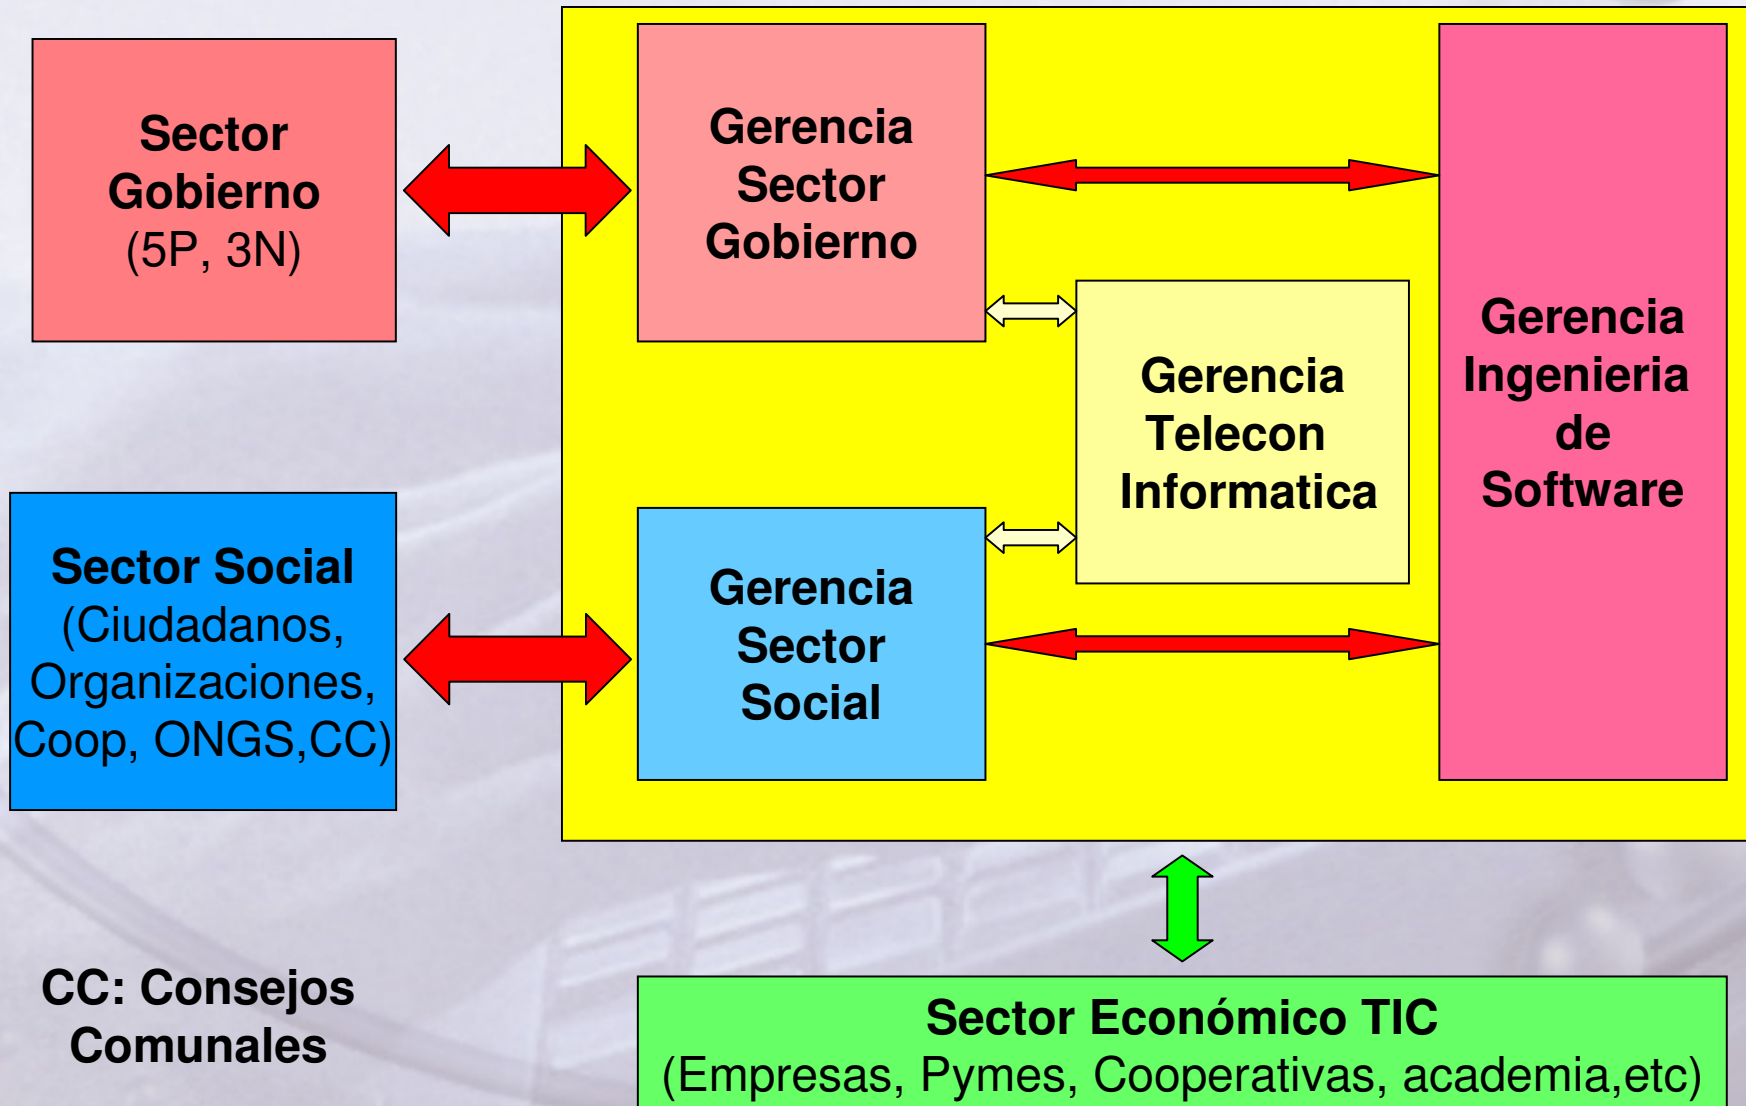 Sector
Gobierno
(5P, 3N)
Gerencia
Sector
Gobierno
Gerencia
Telecon
Informatica
Gerencia
Ingenieria
de
Software
Sector Social
(Ciudadanos,
Organizaciones,
Coop, ONGS,CC)
Gerencia
Sector
Social
CC: Consejos
Comunales
Sector Económico TIC
(Empresas, Pymes, Cooperativas, academia,etc)